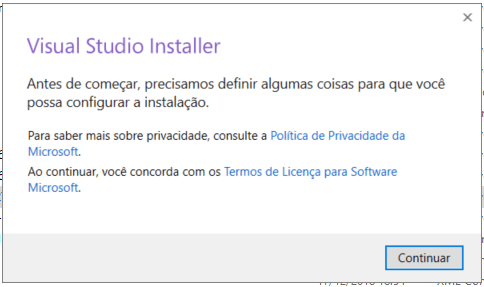 Visual Studio Installer
Antes de começar, precisamos definir algumas coisas para que você
possa configurar a instalação.
Para saber mais sobre privacidade, consulte a Política de Privacidade da
Microsoft.
Ao continuar, você concorda com os Termos de Licença para Software
Microsoft.
Continuar